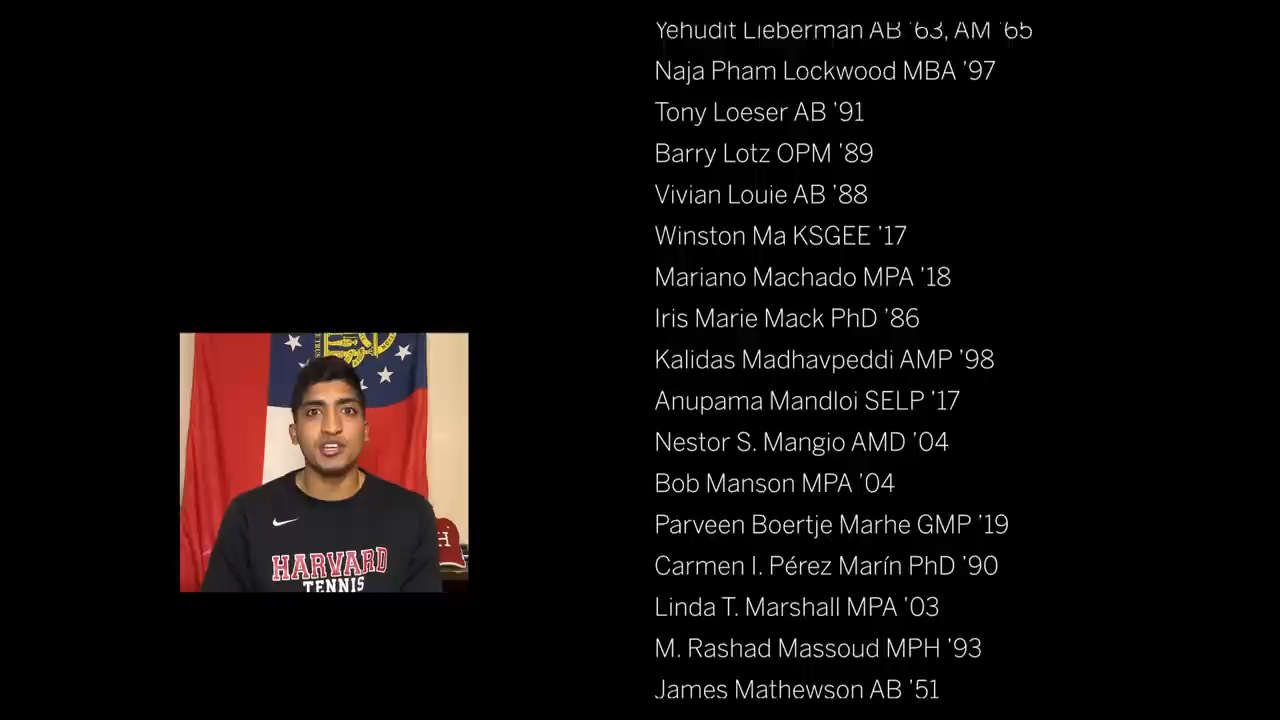 Yehudit Lieberman AB ’63, AM ’65
Naja Pham Lockwood MBA ’97
Tony Loeser AB ’91
Barry Lotz OPM ’89
Vivian Louie AB ’88
Winston Ma KSGEE ’17
Mariano Machado MPA ’18
Iris Marie Mack PhD ’86
Kalidas Madhavpeddi AMP ’98
Anupama Mandloi SELP ’17
Nestor S. Mangio AMD ’04
Bob Manson MPA ’04
Parveen Boertje Marhe GMP ’19
Carmen I. Pérez Marín PhD ’90
Linda T. Marshall MPA ’03
M. Rashad Massoud MPH ’93
James Mathewson AB ’51
HARVARD
TENNIS
H